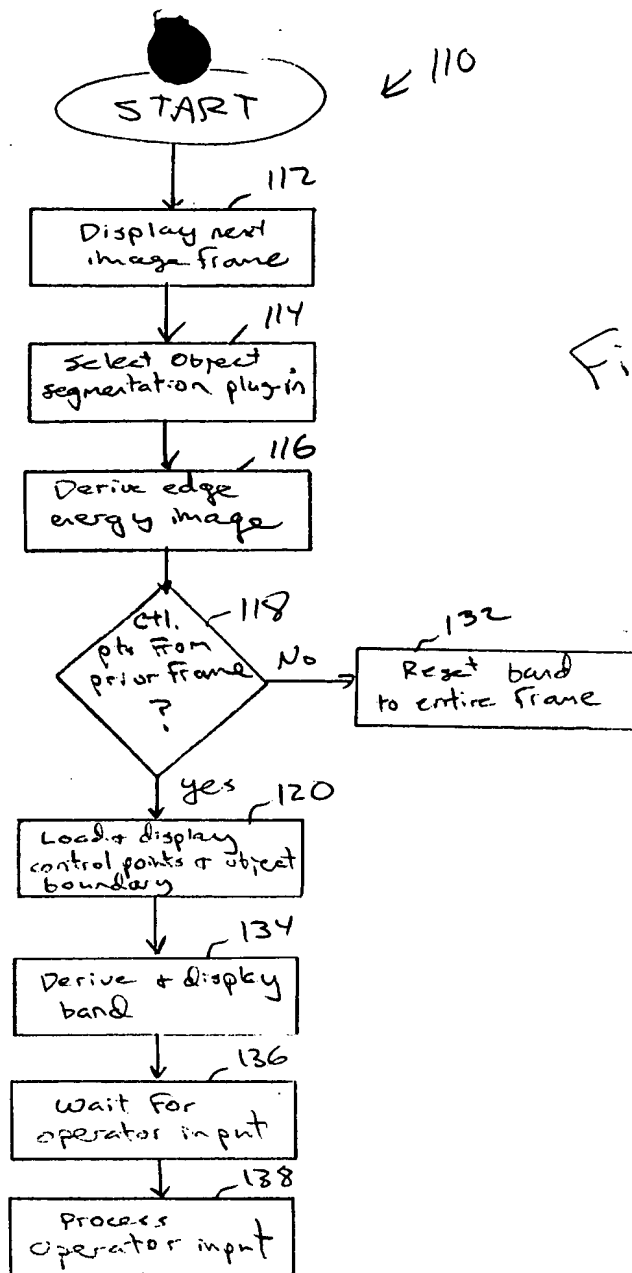 START
110
112
Display next
image frame
114
Select Object
segmentation plug-in
Fi
116
Derive edge
energy image
118
Ctl.
pts from
prior frame
?
No
132
Reset band
to entire frame
yes
120
Load + display
control points + object
boundary
134
Derive + display
band
136
Wait for
operator input
138
Process
operator input